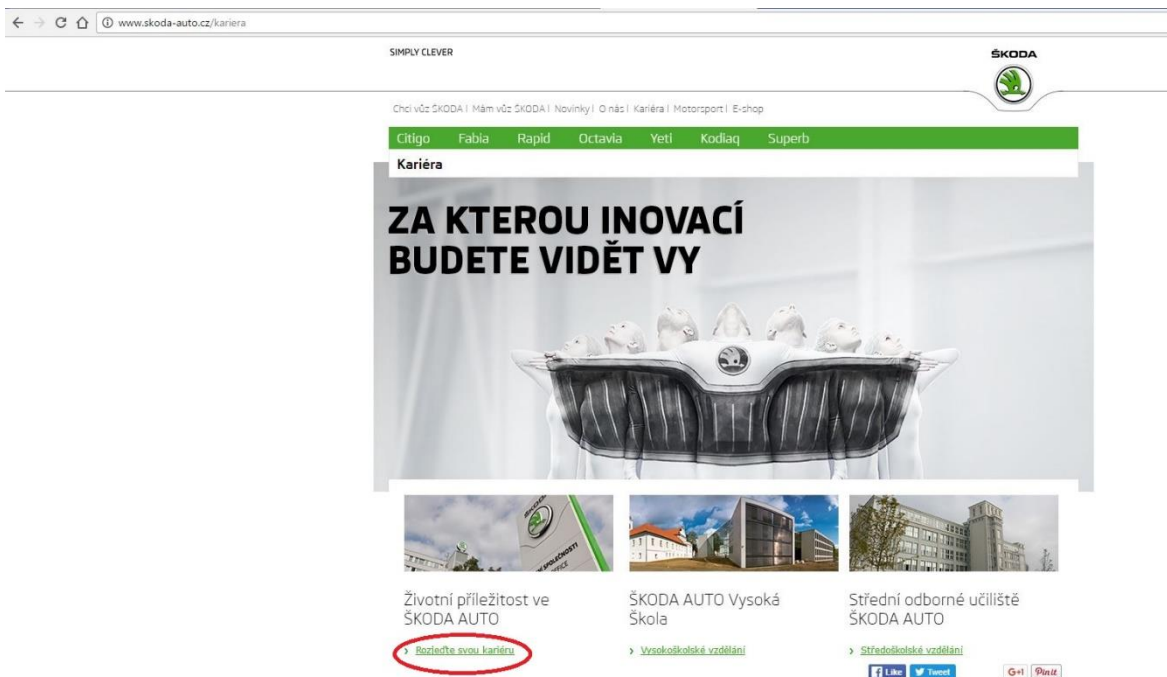 www.skoda-auto.cz/kariera
SIMPLY CLEVER
ŠKODA
Chci vůz ŠKODA | Mám vůz ŠKODA | Novinky | O nás | Kariéra | Motorsport | E-shop
Citigo Fabia Rapid Octavia Yeti Kodiaq Superb
Kariéra
ZA KTEROU INOVACÍ
BUDETE VIDĚT VY
Životní příležitost ve
ŠKODA AUTO
ŠKODA AUTO Vysoká
Škola
Střední odborné učiliště
ŠKODA AUTO
› Rozjeďte svou kariéru
› Vysokoškolské vzdělání
› Středoškolské vzdělání
Like Tweet G+1 Pin it